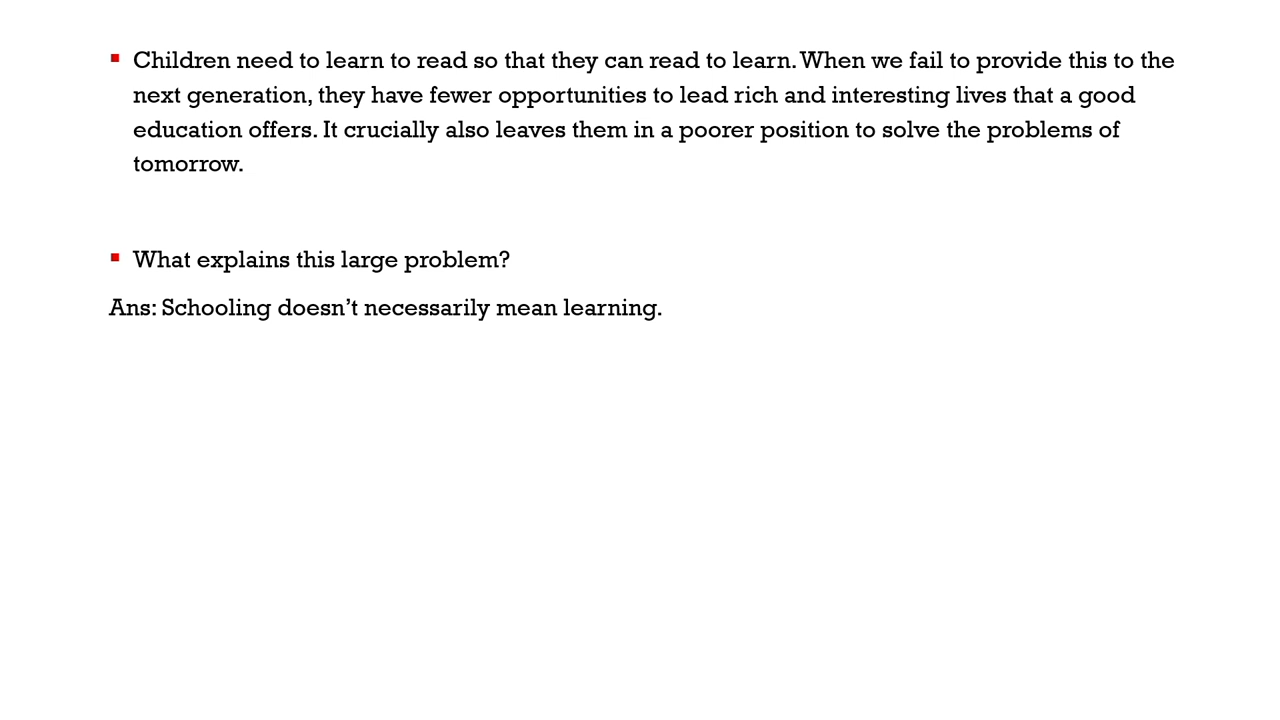 ▪ Children need to learn to read so that they can read to learn. When we fail to provide this to the
next generation, they have fewer opportunities to lead rich and interesting lives that a good
education offers. It crucially also leaves them in a poorer position to solve the problems of
tomorrow.
▪ What explains this large problem?
Ans: Schooling doesn’t necessarily mean learning.